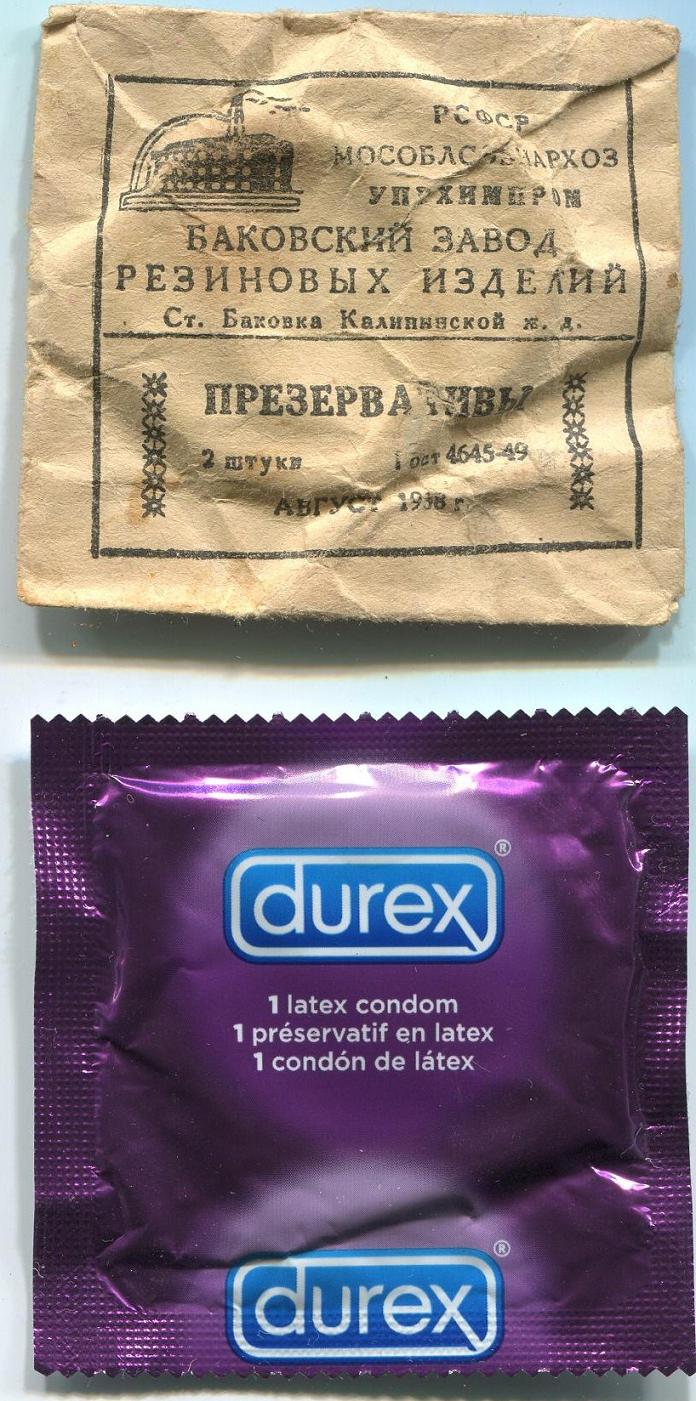 РСФСР
МОСОБЛСОВНАРХОЗ
УПРХИМПРОМ
БАКОВСКИЙ ЗАВОД
РЕЗИНОВЫХ ИЗДЕЛИЙ
Ст. Баковка Калининской ж. д.
ПРЕЗЕРВАТИВЫ
2 штуки Гост 4645-49
АВГУСТ г.
durex®
1 latex condom
1 préservatif en latex
1 condón de látex
durex®